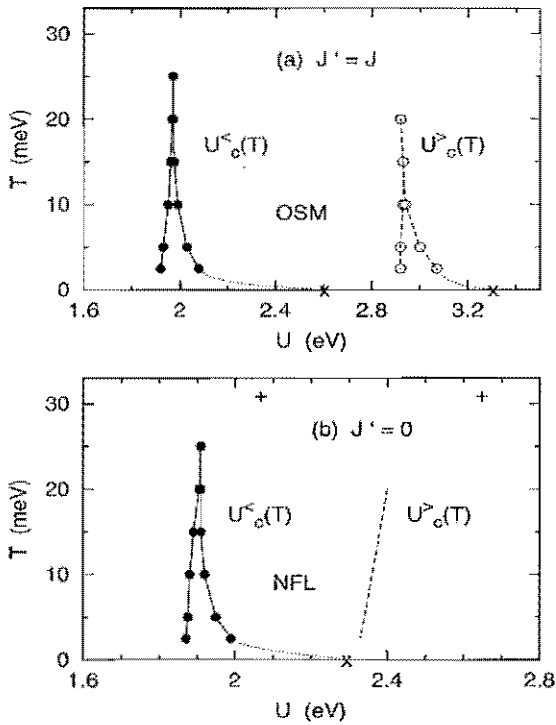 (a) J' = J
30
20
10
0
T (meV)
U<c(T)
U>c(T)
OSM
1.6 2 2.4 2.8 3.2
U (eV)
(b) J' = 0
30
20
10
0
T (meV)
U<c(T)
U>c(T)
NFL
1.6 2 2.4 2.8
U (eV)